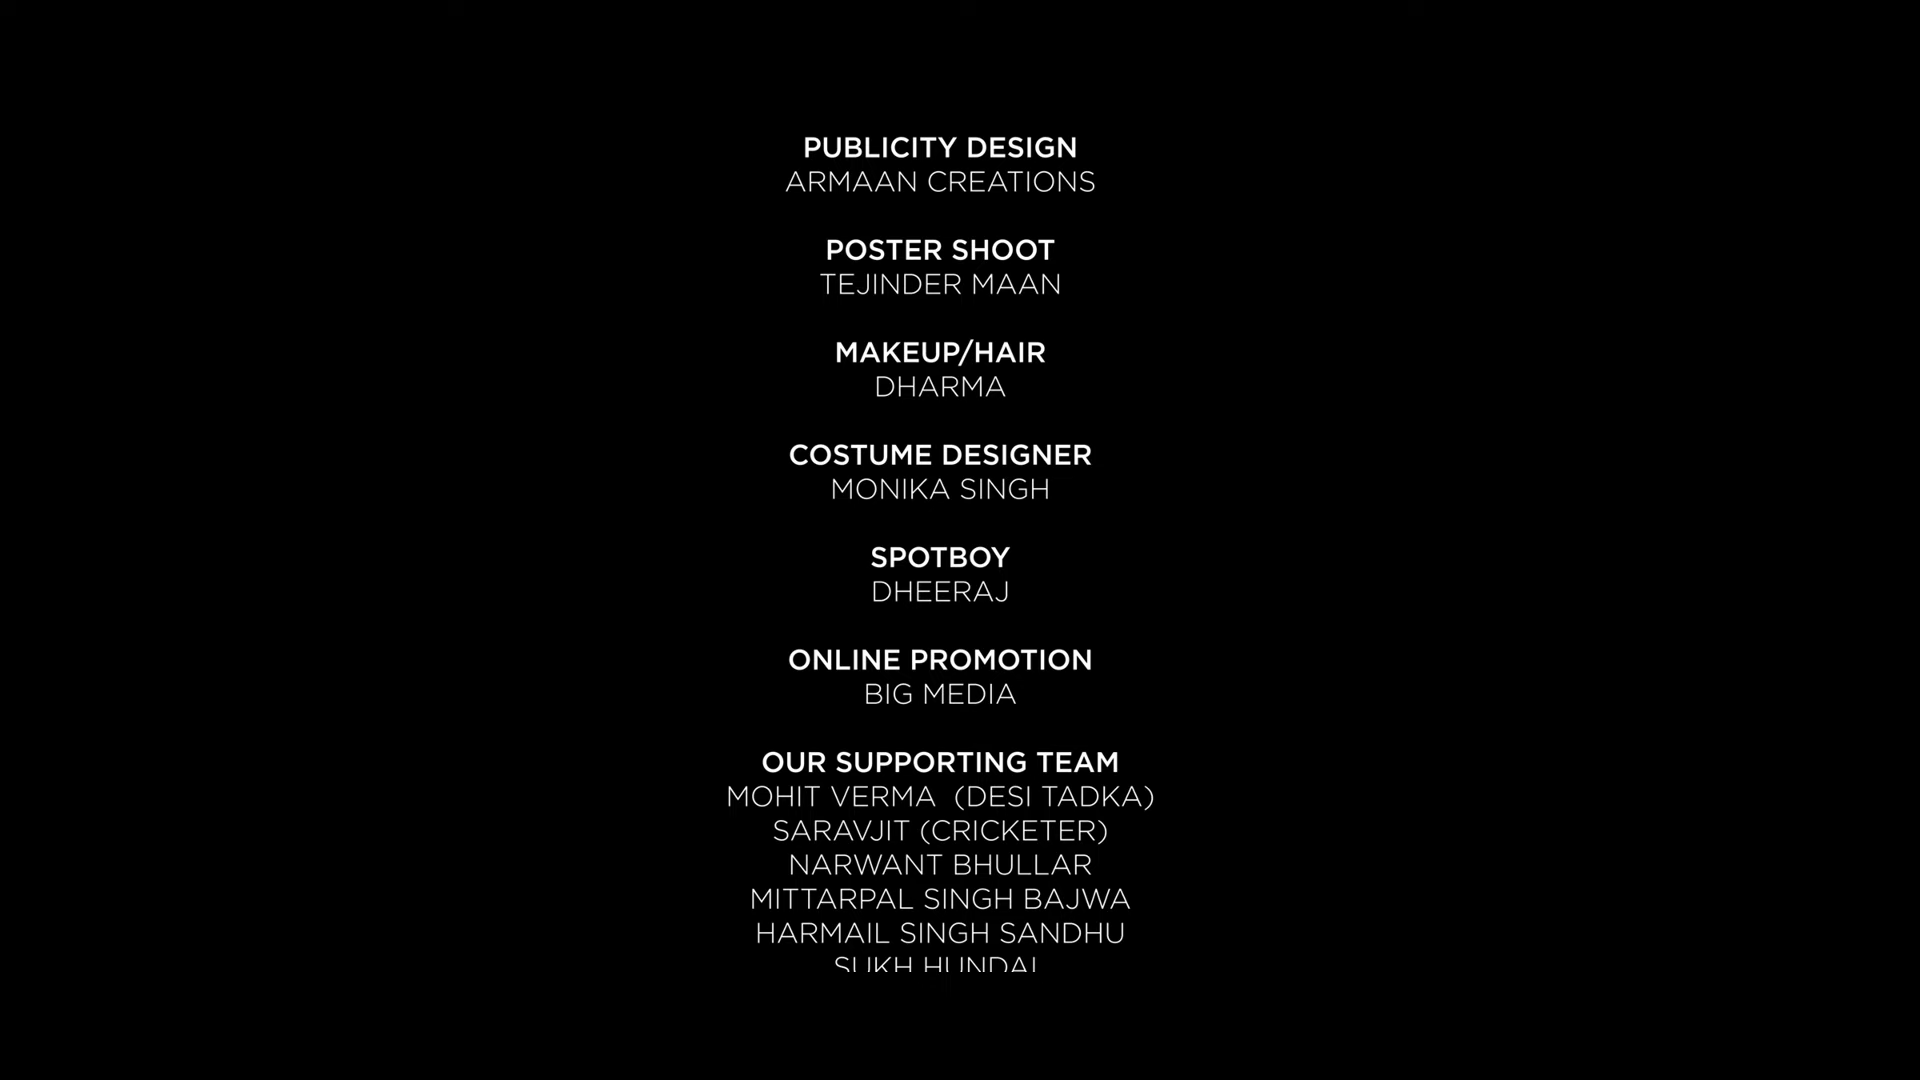 PUBLICITY DESIGN
ARMAAN CREATIONS
POSTER SHOOT
TEJINDER MAAN
MAKEUP/HAIR
DHARMA
COSTUME DESIGNER
MONIKA SINGH
SPOTBOY
DHEERAJ
ONLINE PROMOTION
BIG MEDIA
OUR SUPPORTING TEAM
MOHIT VERMA (DESI TADKA)
SARAVJIT (CRICKETER)
NARWANT BHULLAR
MITTARPAL SINGH BAJWA
HARMAIL SINGH SANDHU
SUKH HUNDAL